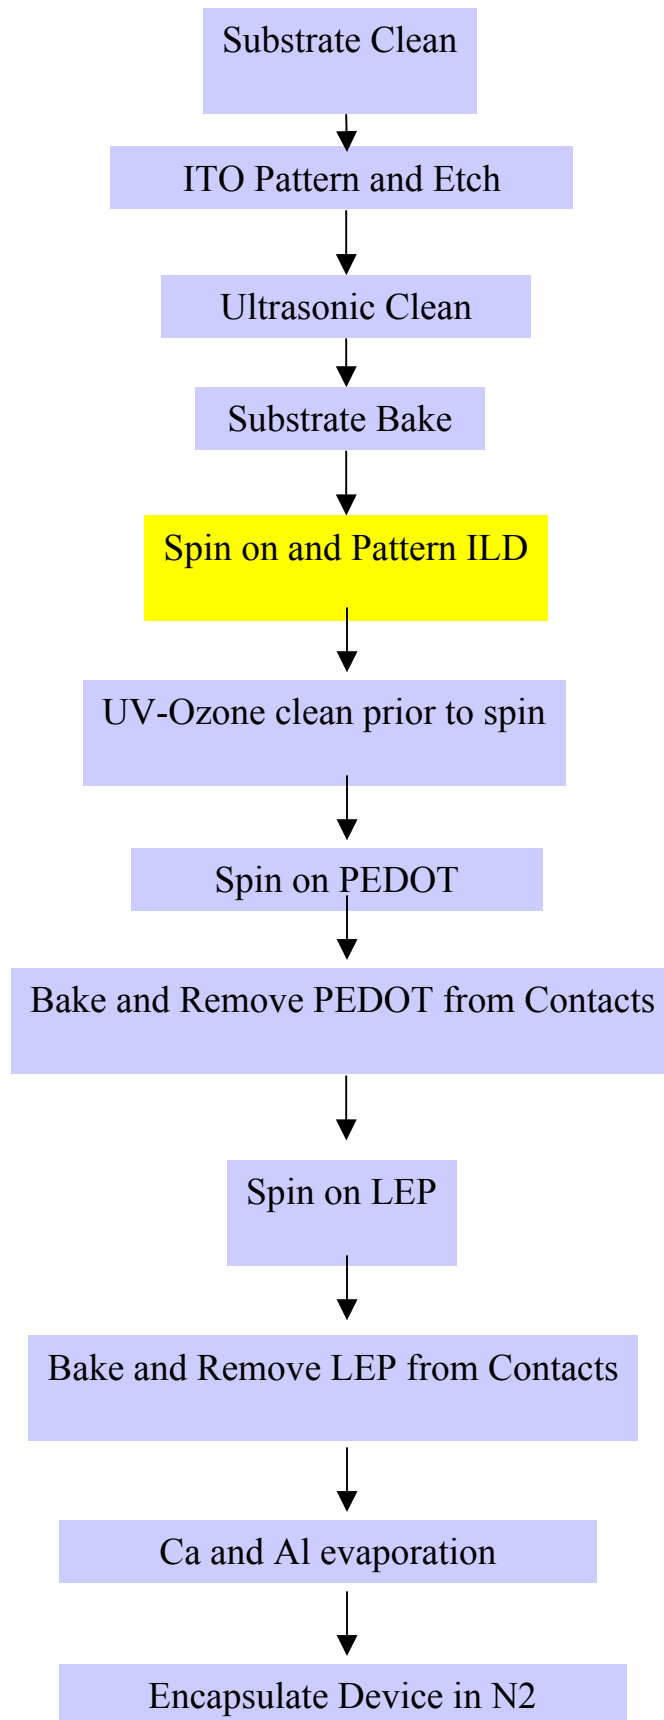 Substrate Clean
ITO Pattern and Etch
Ultrasonic Clean
Substrate Bake
Spin on and Pattern ILD
UV-Ozone clean prior to spin
Spin on PEDOT
Bake and Remove PEDOT from Contacts
Spin on LEP
Bake and Remove LEP from Contacts
Ca and Al evaporation
Encapsulate Device in N2